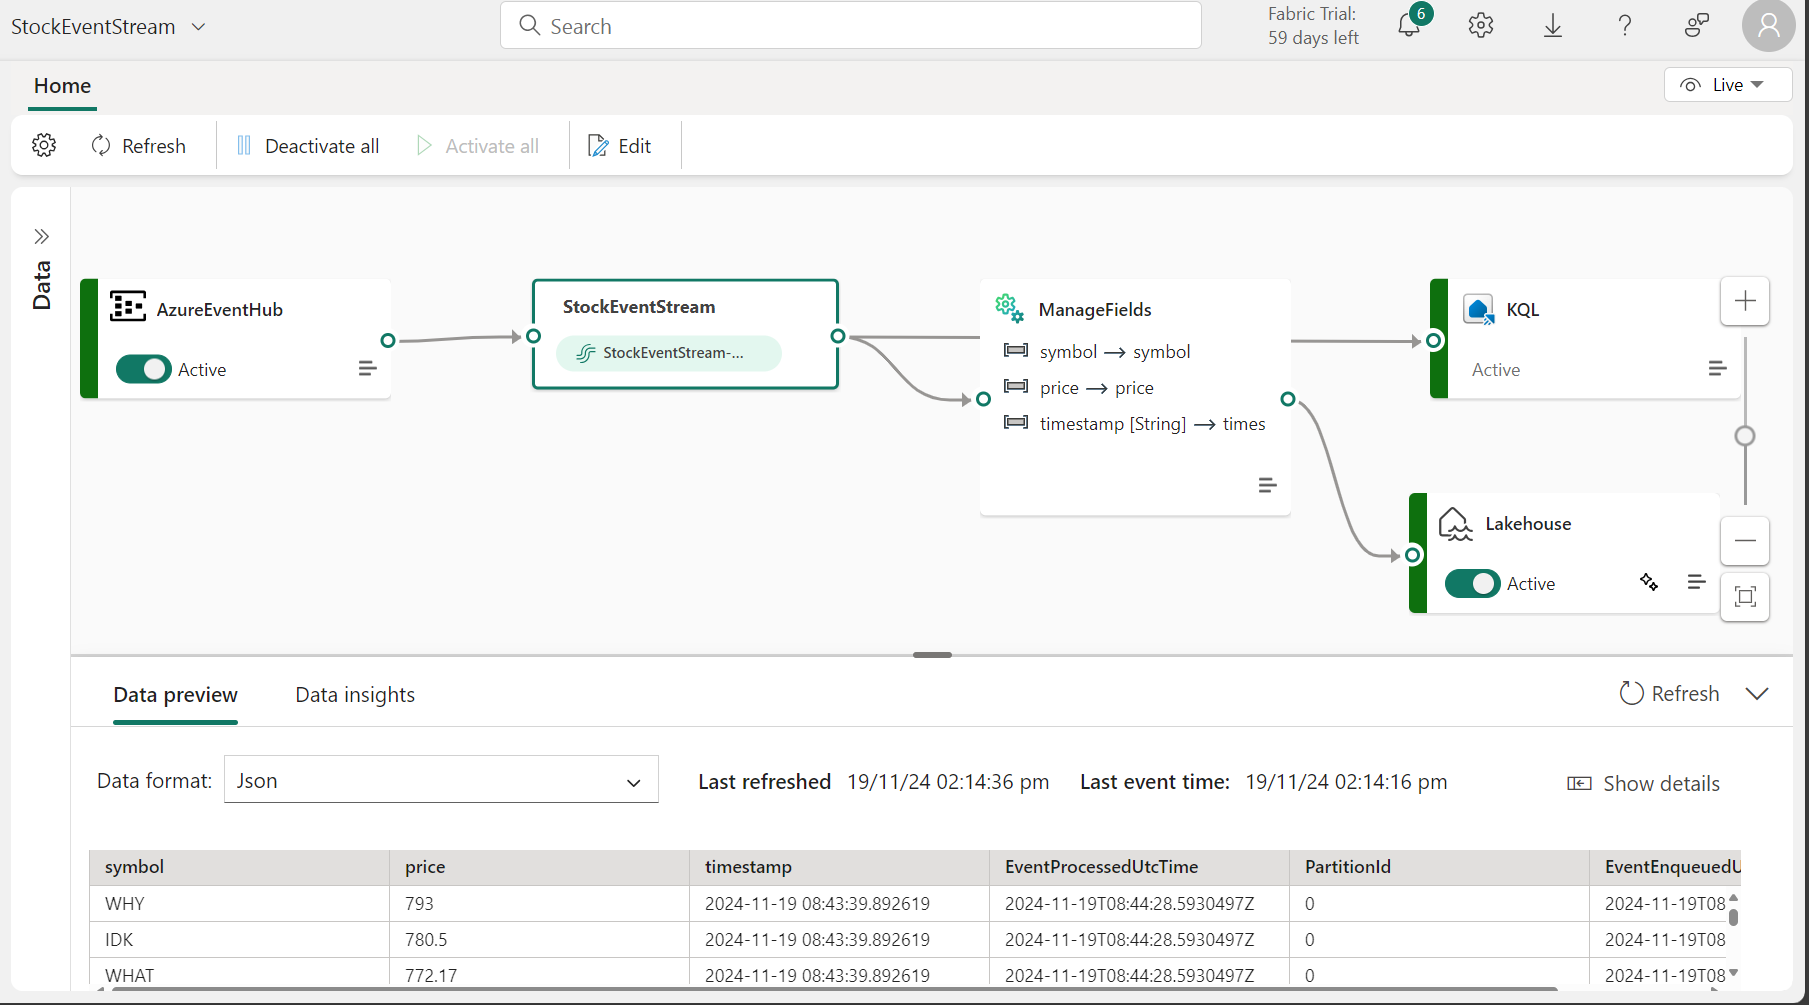 StockEventStream
Search
Fabric Trial:
59 days left
6
Home
Live
Refresh
Deactivate all
Activate all
Edit
Data
AzureEventHub
Active
StockEventStream
StockEventStream-...
ManageFields
symbol → symbol
price → price
timestamp [String] → times
KQL
Active
Lakehouse
Active
Data preview
Data insights
Refresh
Data format:
Json
Last refreshed 19/11/24 02:14:36 pm
Last event time: 19/11/24 02:14:16 pm
Show details
symbol price timestamp EventProcessedUtcTime PartitionId EventEnqueuedU
WHY 793 2024-11-19 08:43:39.892619 2024-11-19T08:44:28.5930497Z 0 2024-11-19T08
IDK 780.5 2024-11-19 08:43:39.892619 2024-11-19T08:44:28.5930497Z 0 2024-11-19T08
WHAT 772.17 2024-11-19 08:43:39.892619 2024-11-19T08:44:28.5930497Z 0 2024-11-19T08